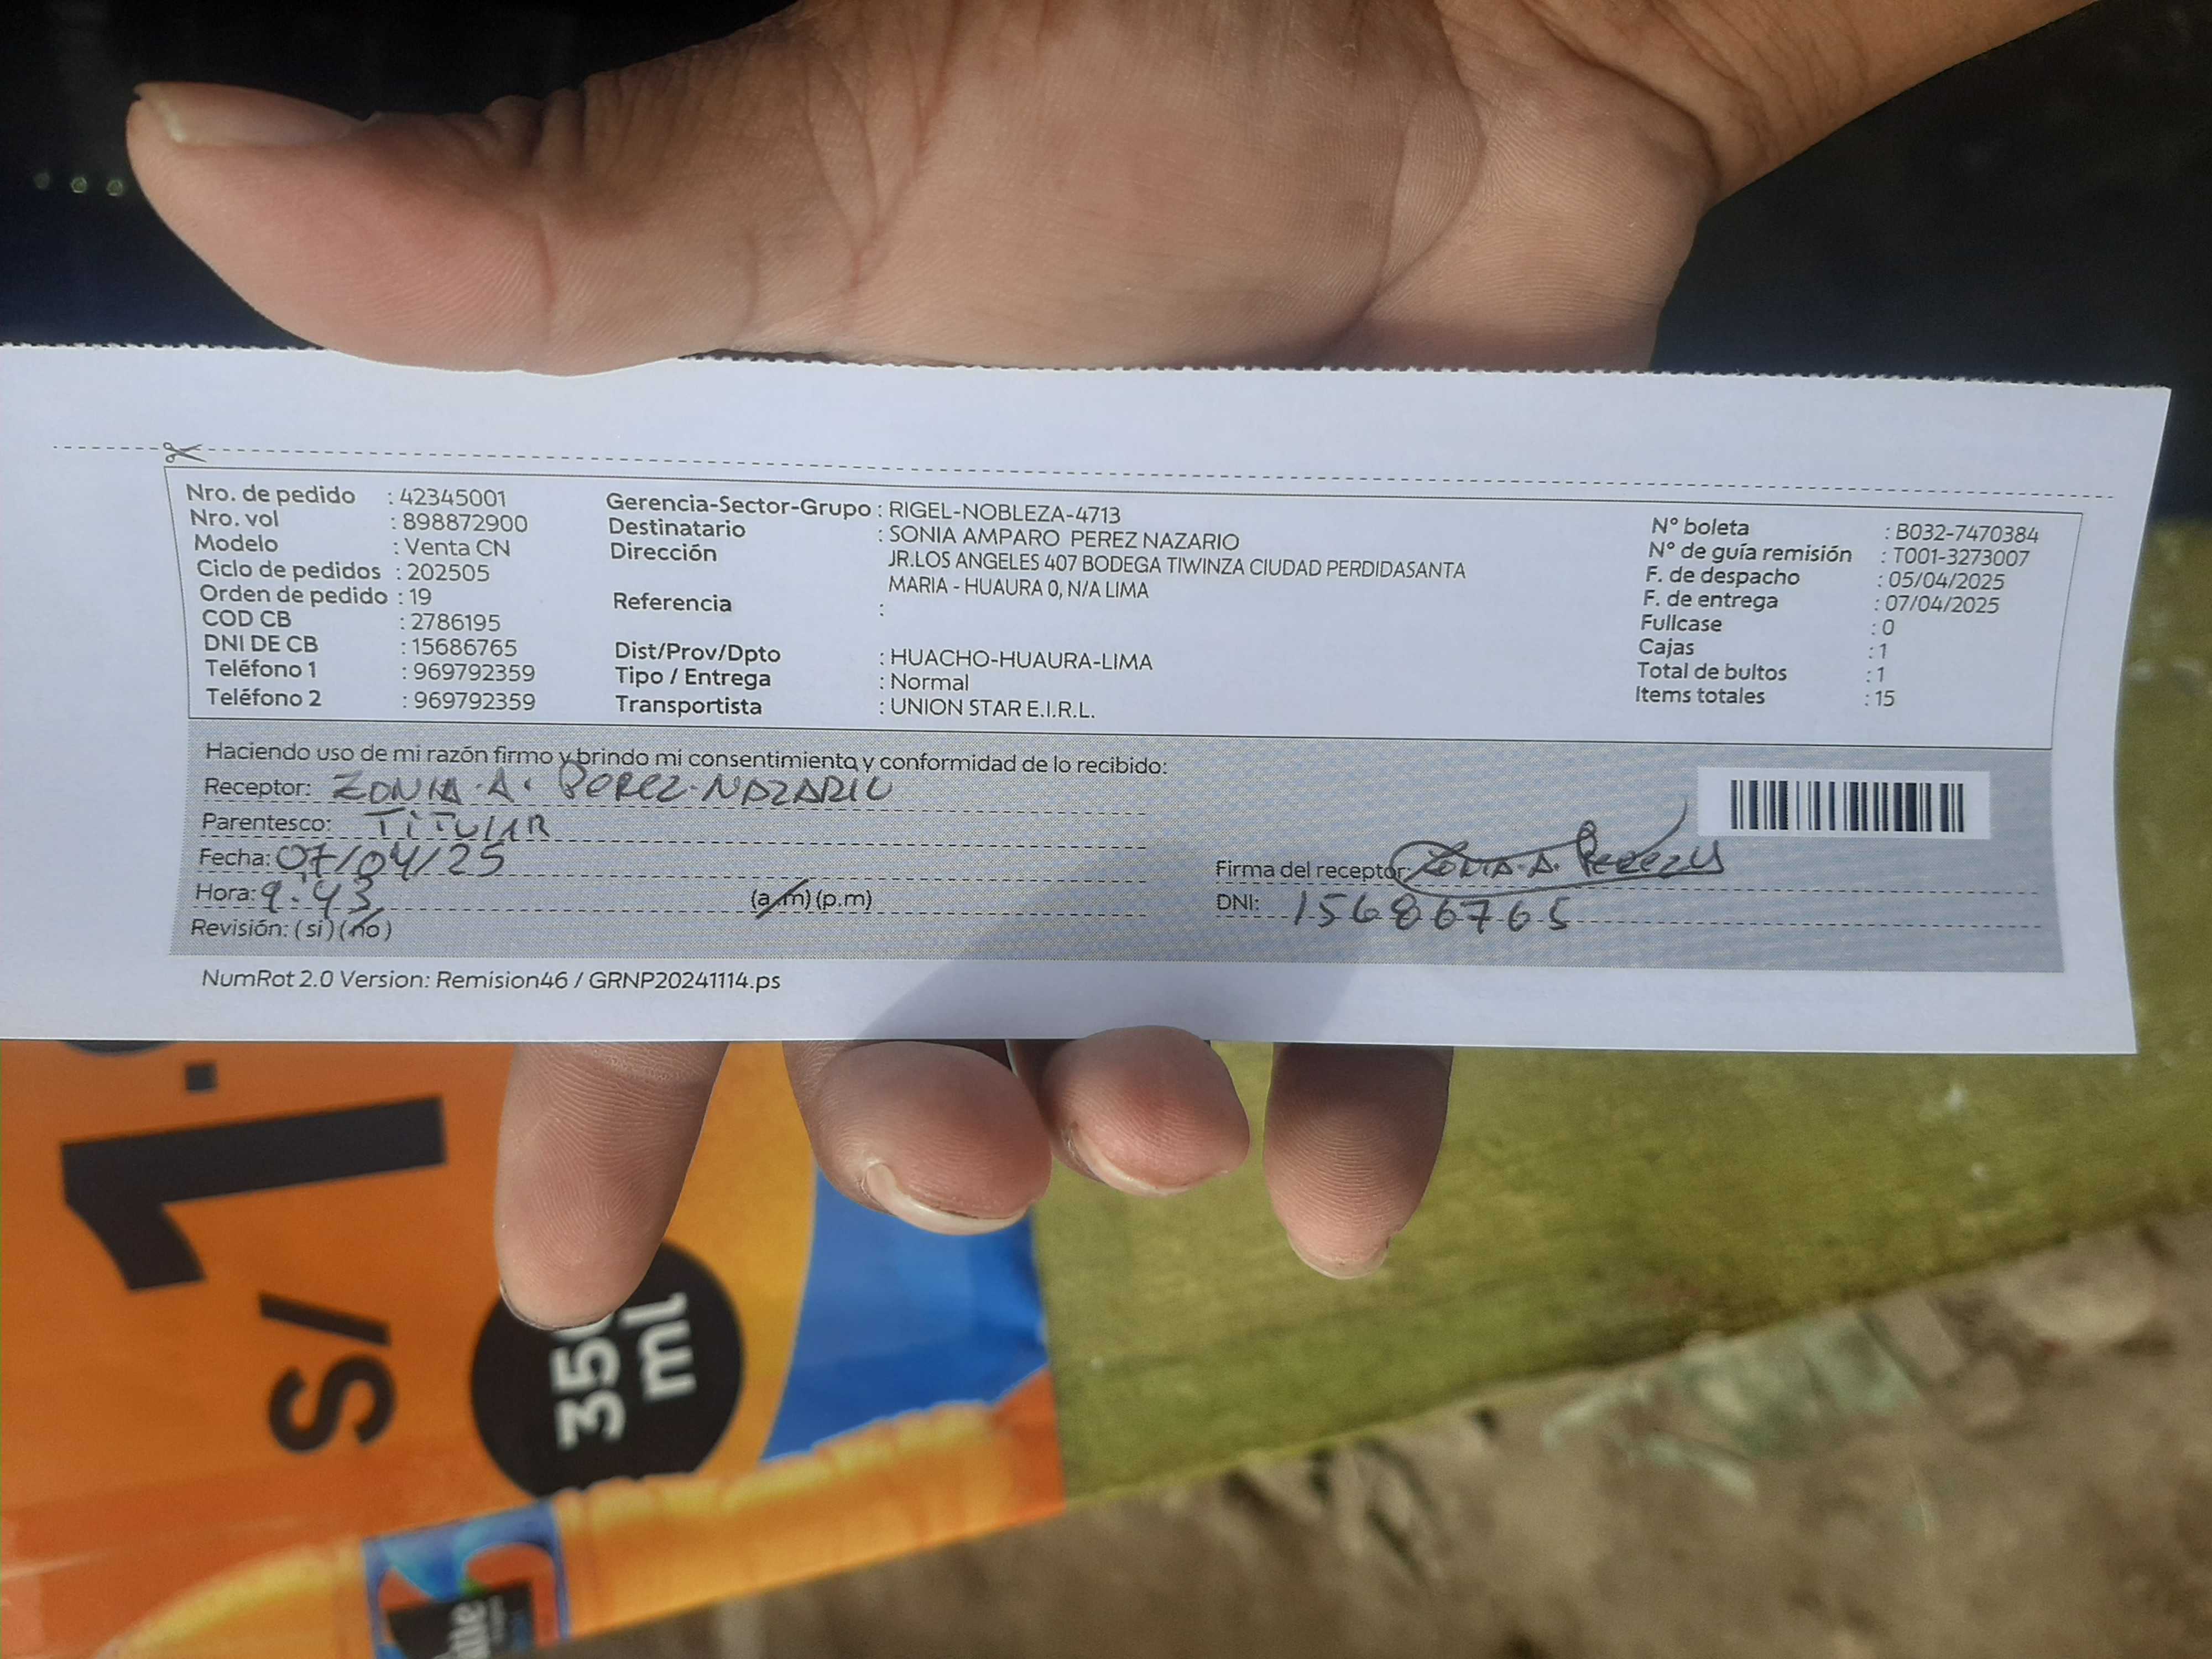 Nro. de pedido : 42345001
Nro. vol : 898872900
Modelo : Venta CN
Ciclo de pedidos : 202505
Orden de pedido : 19
COD CB : 2786195
DNI DE CB : 15686765
Teléfono 1 : 969792359
Teléfono 2 : 969792359
Gerencia-Sector-Grupo : RIGEL-NOBLEZA-4713
Destinatario : SONIA AMPARO PEREZ NAZARIO
Dirección JR.LOS ANGELES 407 BODEGA TIWINZA CIUDAD PERDIDASANTA
MARIA - HUAURA 0, N/A LIMA
Referencia :
Dist/Prov/Dpto : HUACHO-HUAURA-LIMA
Tipo / Entrega : Normal
Transportista : UNION STAR E.I.R.L.
N° boleta : B032-7470384
N° de guía remisión : T001-3273007
F. de despacho : 05/04/2025
F. de entrega : 07/04/2025
Fullcase : 0
Cajas : 1
Total de bultos : 1
Items totales : 15
Haciendo uso de mi razón firmo y brindo mi consentimiento y conformidad de lo recibido:
Receptor: ZONIA A. PEREZ NAZARIO
Parentesco: TITULAR
Fecha: 07/04/25
Hora: 9:43 (a.m) (p.m)
Revisión: ( si ) ( no )
Firma del receptor: ZONIA A. PEREZ N
DNI: 15686765
NumRot 2.0 Version: Remision46 / GRNP20241114.ps
S/ 1.
ml